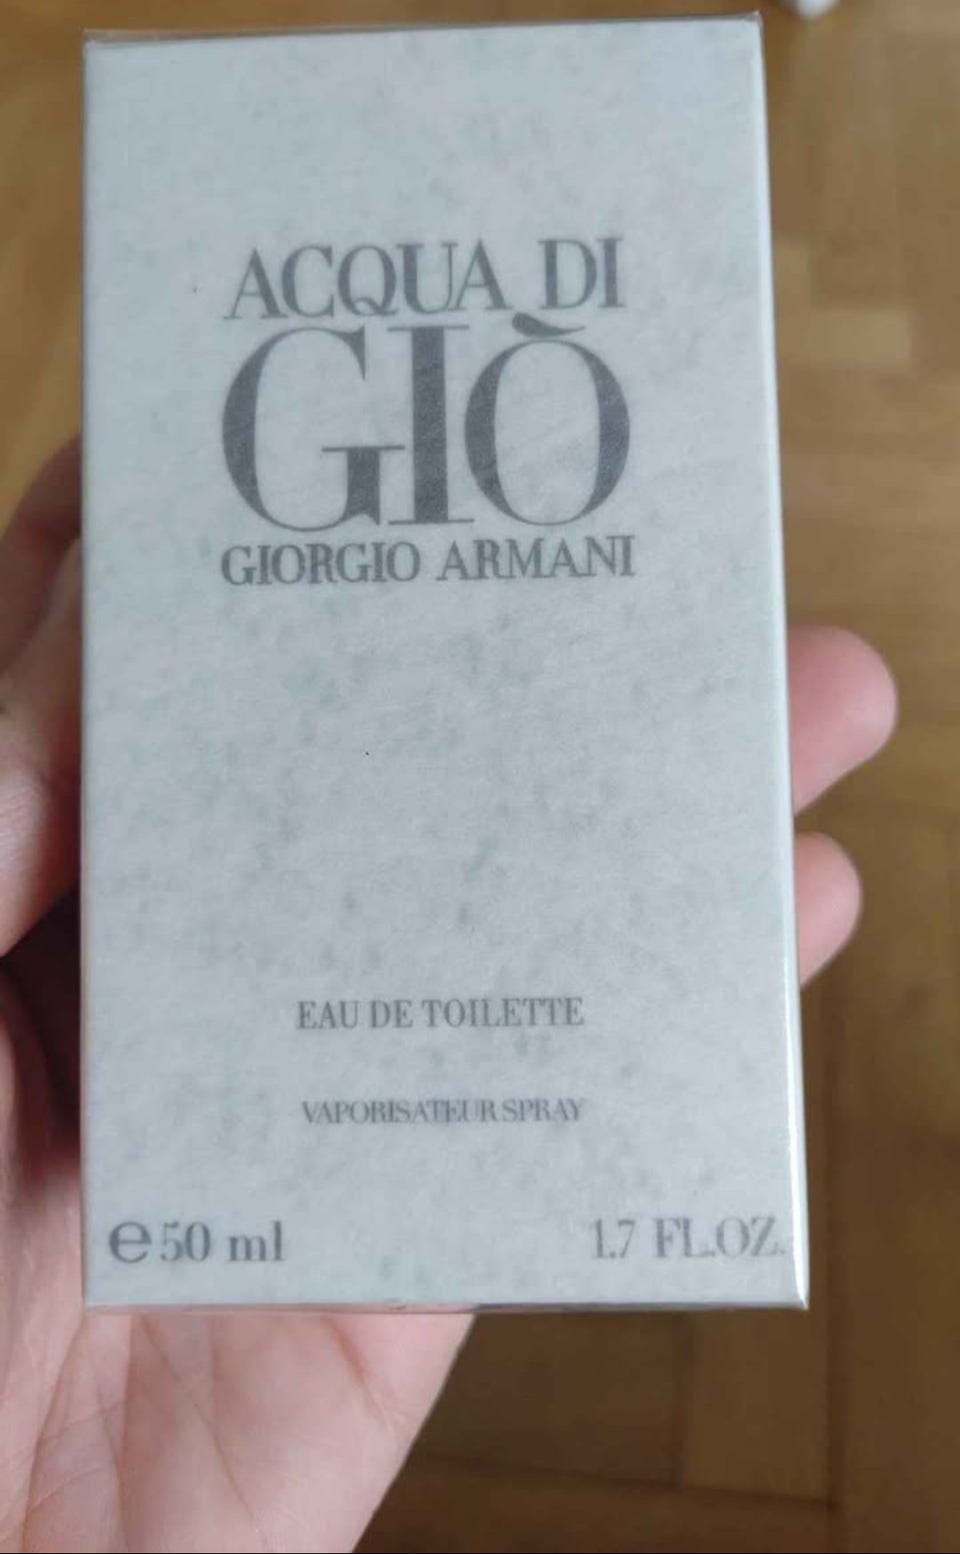 ACQUA DI
GIÒ
GIORGIO ARMANI
EAU DE TOILETTE
VAPORISATEUR SPRAY
℮50 ml
1.7 FL.OZ.